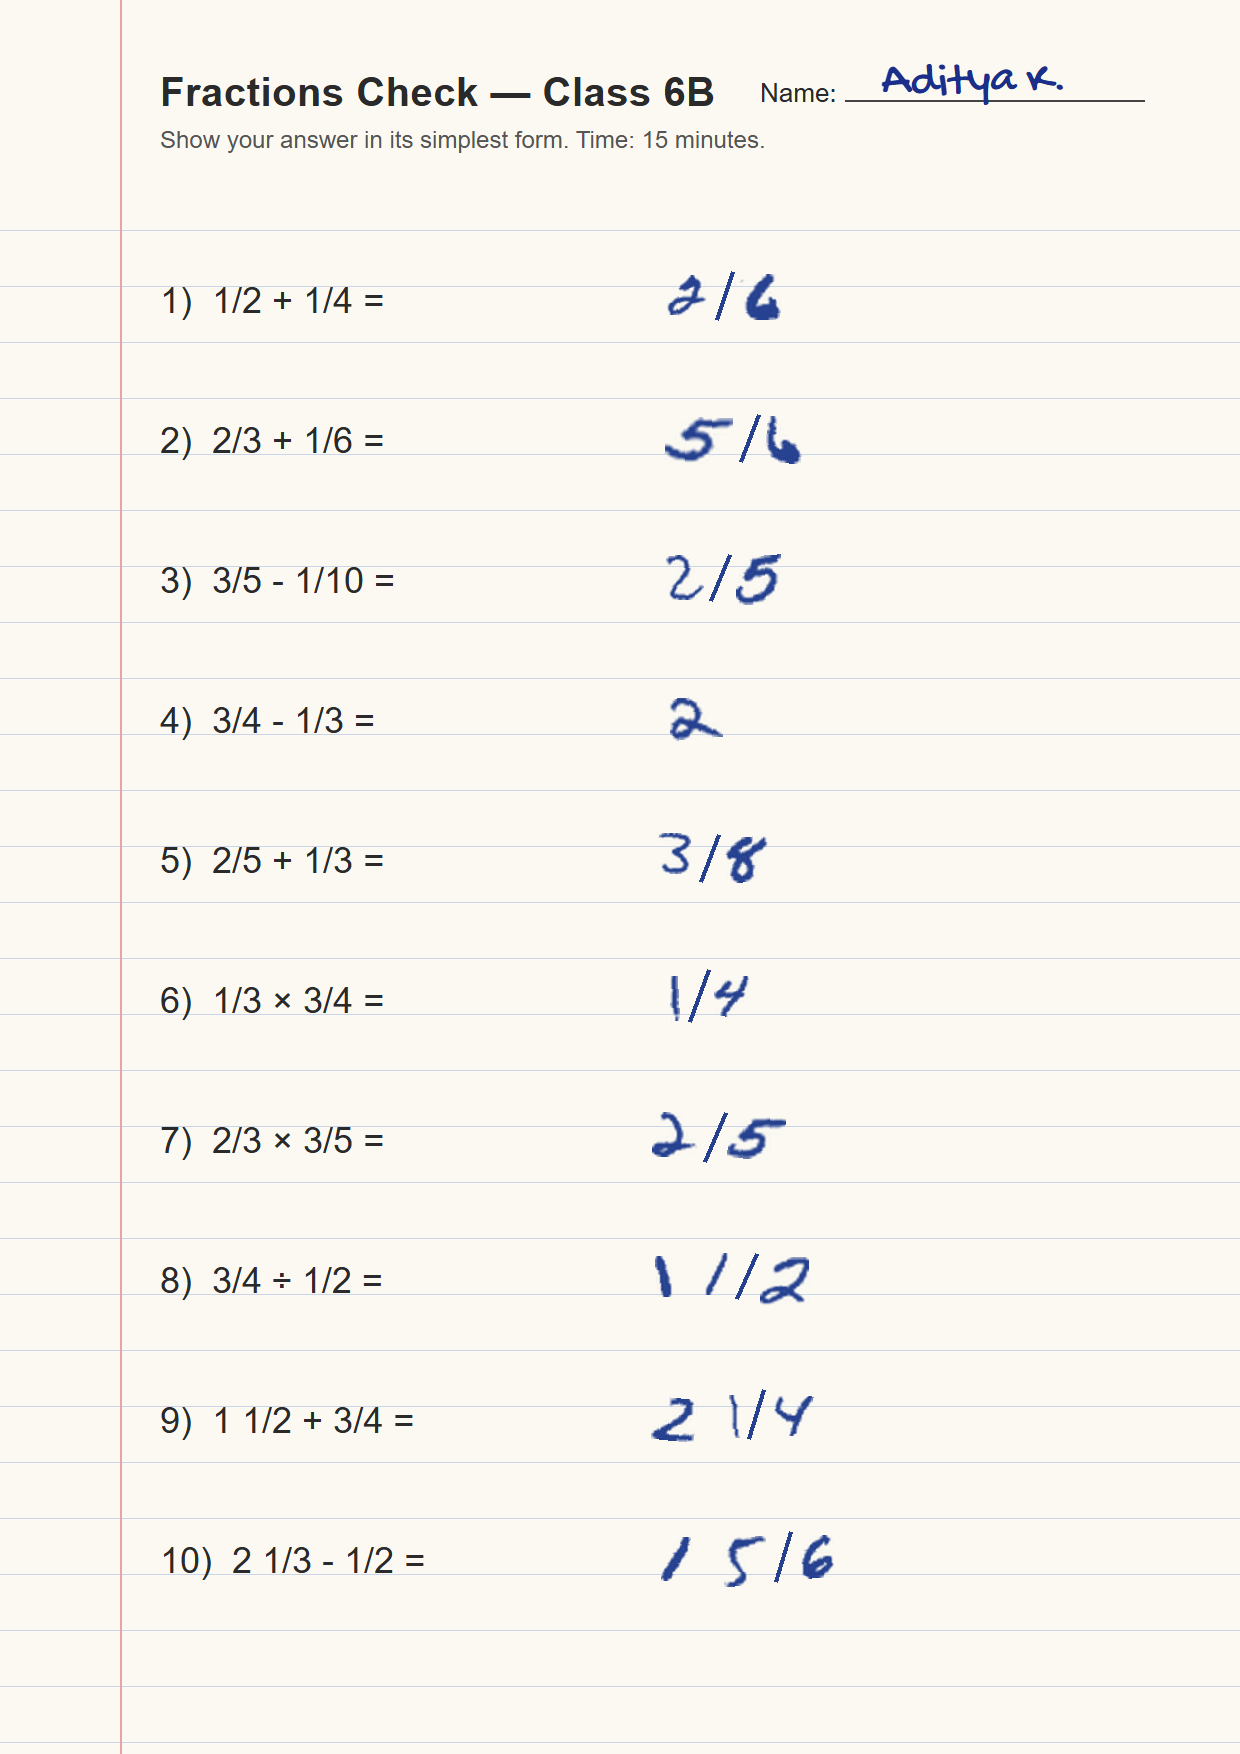 Fractions Check — Class 6B Name: Aditya K.
Show your answer in its simplest form. Time: 15 minutes.
1) 1/2 + 1/4 = 2/6
2) 2/3 + 1/6 = 5/6
3) 3/5 - 1/10 = 2/5
4) 3/4 - 1/3 = 2
5) 2/5 + 1/3 = 3/8
6) 1/3 × 3/4 = 1/4
7) 2/3 × 3/5 = 2/5
8) 3/4 ÷ 1/2 = 1 1/2
9) 1 1/2 + 3/4 = 2 1/4
10) 2 1/3 - 1/2 = 1 5/6